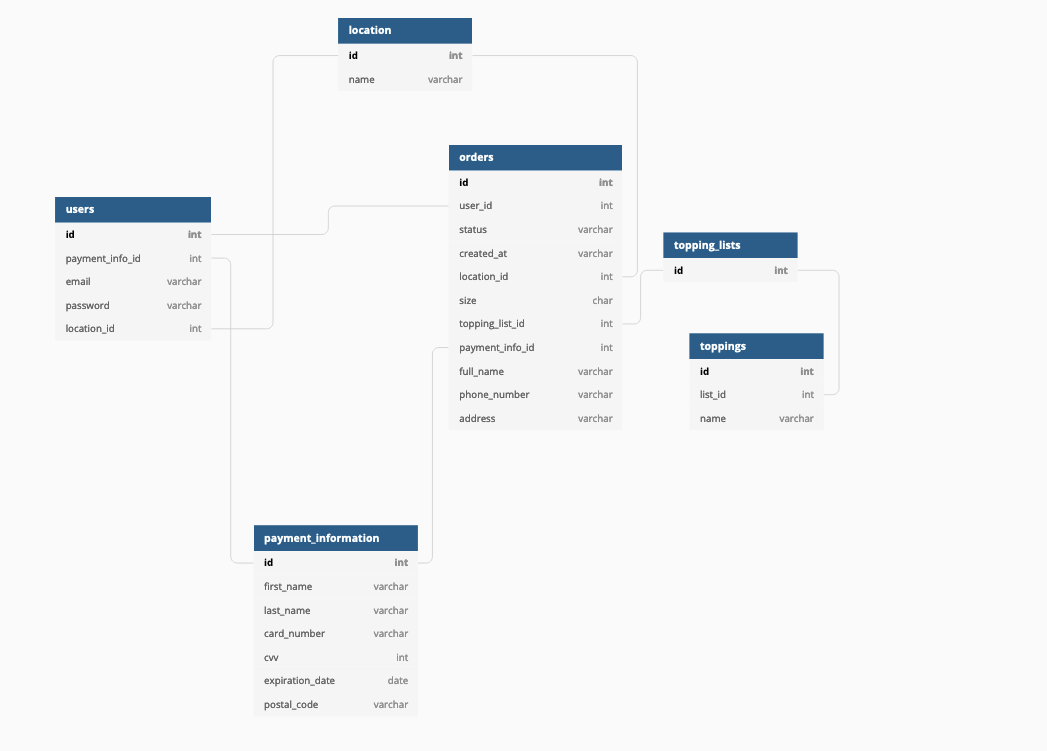 location
id int
name varchar
orders
id int
user_id int
status varchar
created_at varchar
location_id int
size char
topping_list_id int
payment_info_id int
full_name varchar
phone_number varchar
address varchar
users
id int
payment_info_id int
email varchar
password varchar
location_id int
topping_lists
id int
toppings
id int
list_id int
name varchar
payment_information
id int
first_name varchar
last_name varchar
card_number varchar
cvv int
expiration_date date
postal_code varchar